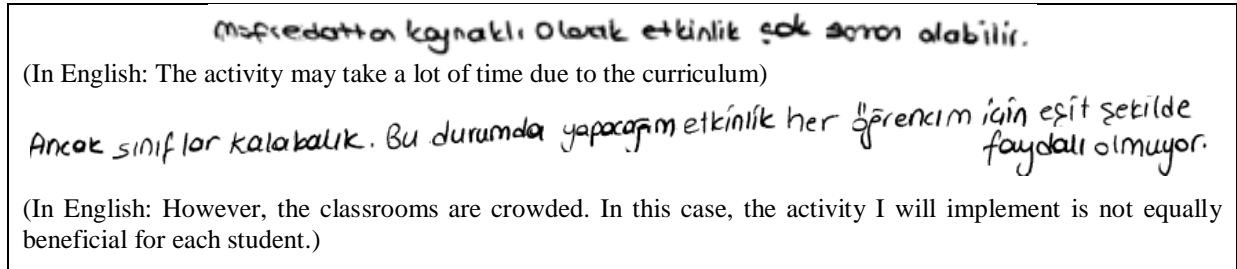 Müfredattan kaynaklı olarak etkinlik çok zaman alabilir.
(In English: The activity may take a lot of time due to the curriculum)
Ancak sınıflar kalabalık. Bu durumda yapacağım etkinlik her öğrencim için eşit şekilde
faydalı olmuyor.
(In English: However, the classrooms are crowded. In this case, the activity I will implement is not equally
beneficial for each student.)